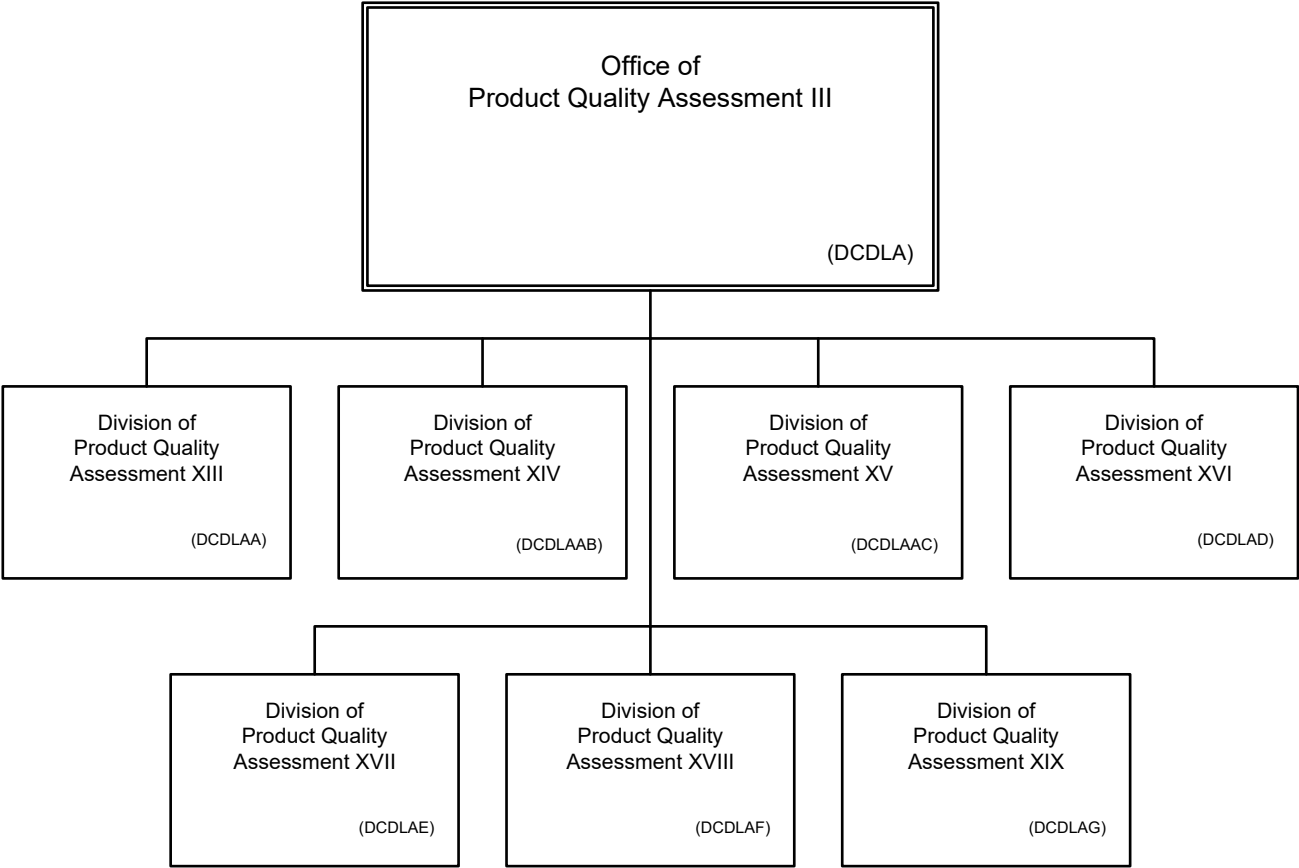 Office of
Product Quality Assessment III
(DCDLA)
Division of
Product Quality
Assessment XIII
(DCDLAA)
Division of
Product Quality
Assessment XIV
(DCDLAAB)
Division of
Product Quality
Assessment XV
(DCDLAAC)
Division of
Product Quality
Assessment XVI
(DCDLAD)
Division of
Product Quality
Assessment XVII
(DCDLAE)
Division of
Product Quality
Assessment XVIII
(DCDLAF)
Division of
Product Quality
Assessment XIX
(DCDLAG)